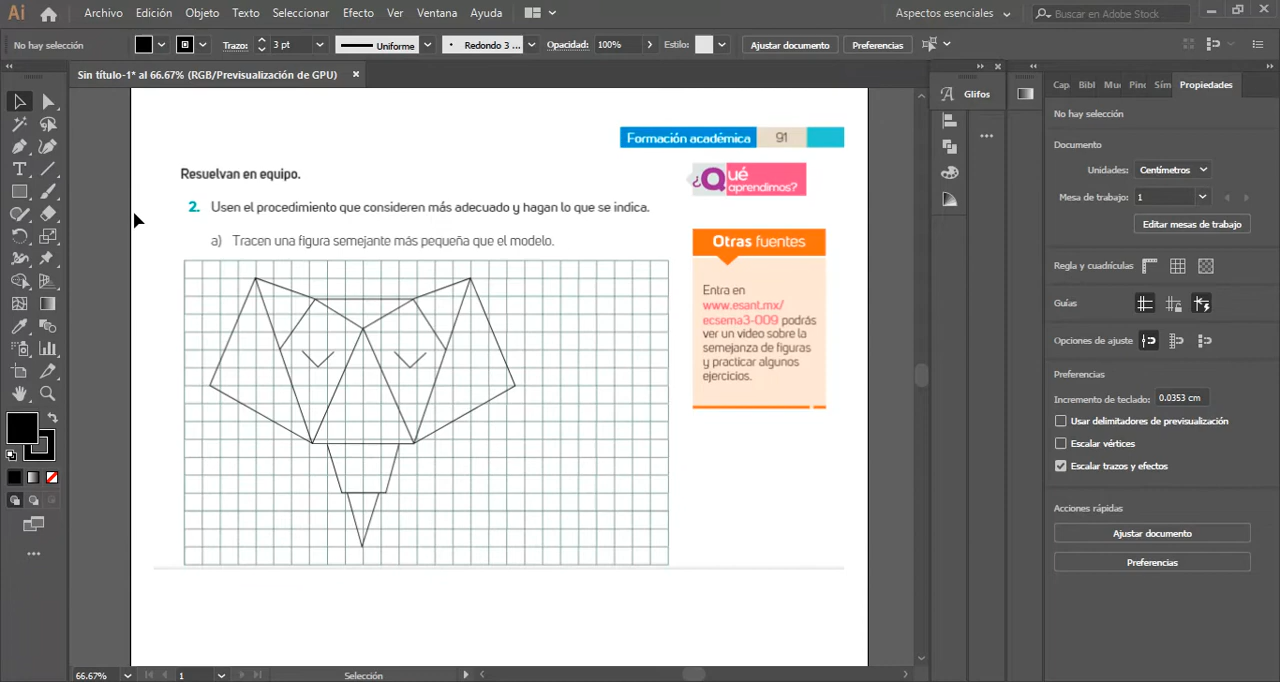 Ai
Archivo Edición Objeto Texto Seleccionar Efecto Ver Ventana Ayuda
Aspectos esenciales
Buscar en Adobe Stock
No hay selección
Trazo: 3 pt
Uniforme
Redondo 3 ...
Opacidad: 100%
Estilo:
Ajustar documento
Preferencias
Sin título-1* al 66.67% (RGB/Previsualización de GPU)
Glifos
Cap Bibl Mu Pinc Sím Propiedades
No hay selección
Documento
Unidades: Centímetros
Mesa de trabajo: 1
Editar mesas de trabajo
Regla y cuadrículas
Guías
Opciones de ajuste
Preferencias
Incremento de teclado: 0.0353 cm
Usar delimitadores de previsualización
Escalar vértices
Escalar trazos y efectos
Acciones rápidas
Ajustar documento
Preferencias
Formación académica 91
Resuelvan en equipo.
2. Usen el procedimiento que consideren más adecuado y hagan lo que se indica.
a) Tracen una figura semejante más pequeña que el modelo.
¿Qué
aprendimos?
Otras fuentes
Entra en
www.esant.mx/
ecsema3-009 podrás
ver un video sobre la
semejanza de figuras
y practicar algunos
ejercicios.
66.67%
1
Selección